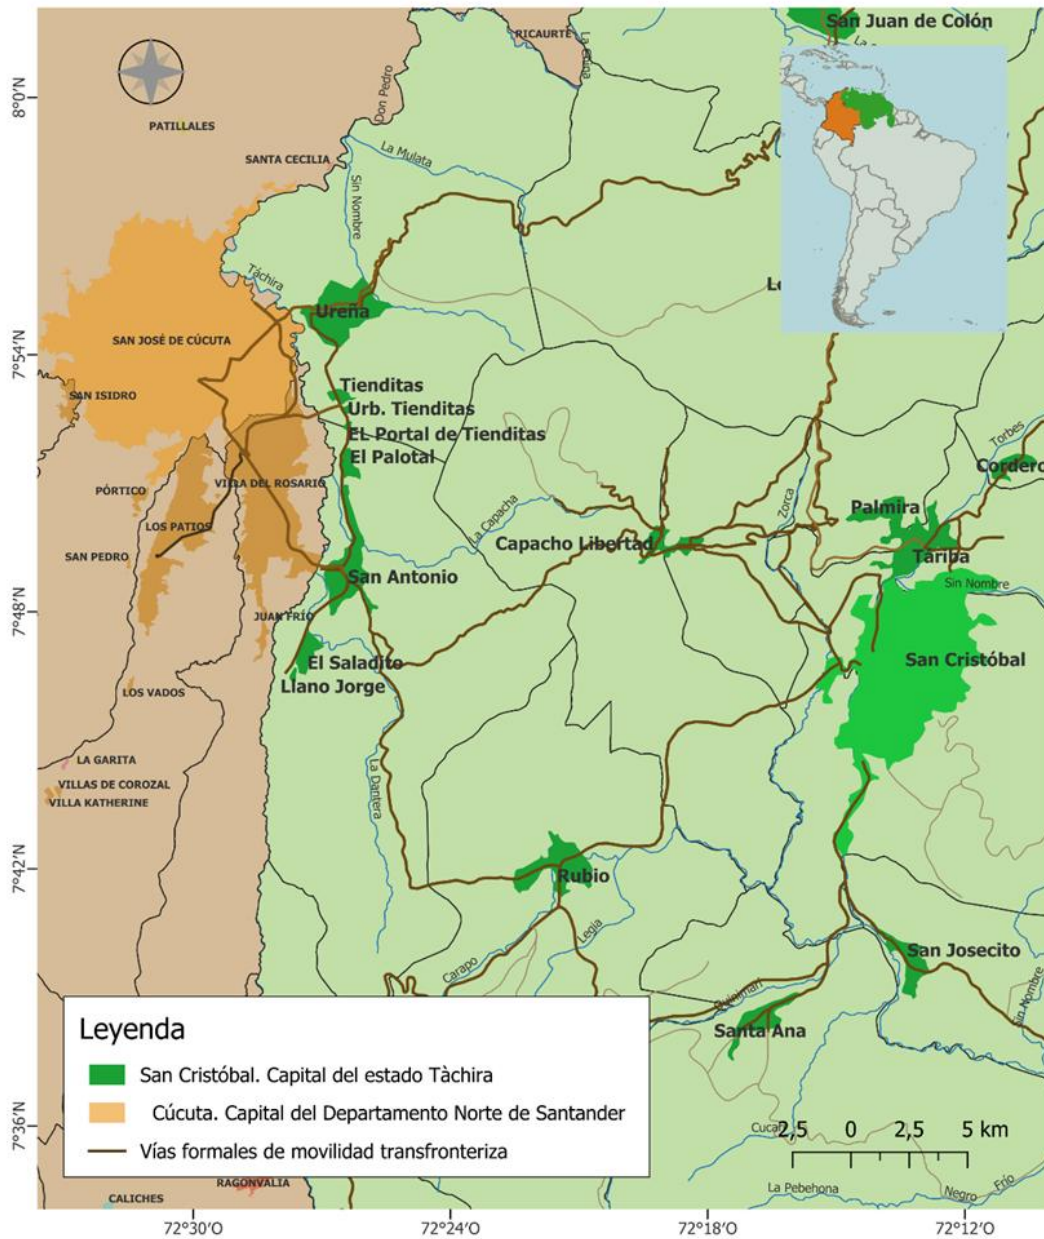 San Juan de Colón
RICAURTE
La China
Don Pedro
8°0'N
PATILLALES
La Mulata
SANTA CECILIA
Sin Nombre
Táchira
Ureña
SAN JOSÉ DE CÚCUTA
7°54'N
Tienditas
SAN ISIDRO
Urb. Tienditas
EL Portal de Tienditas
El Palotal
Torbes
Cordero
VILLA DEL ROSARIO
PÓRTICO
La Capacha
Zorca
Palmira
LOS PATIOS
Capacho Libertad
SAN PEDRO
Táriba
San Antonio
Sin Nombre
7°48'N
JUAN FRÍO
San Cristóbal
El Saladito
Llano Jorge
LOS VADOS
LA GARITA
La Dantera
VILLAS DE COROZAL
VILLA KATHERINE
7°42'N
Rubio
Legia
San Josecito
Carapo
Quinimarí
Sin Nombre
Santa Ana
Leyenda
San Cristóbal. Capital del estado Tàchira
Cúcuta. Capital del Departamento Norte de Santander
Vías formales de movilidad transfronteriza
7°36'N
2,5 0 2,5 5 km
RAGONVALIA
CALICHES
La Pebehona
Negro
Frío
72°30'O 72°24'O 72°18'O 72°12'O